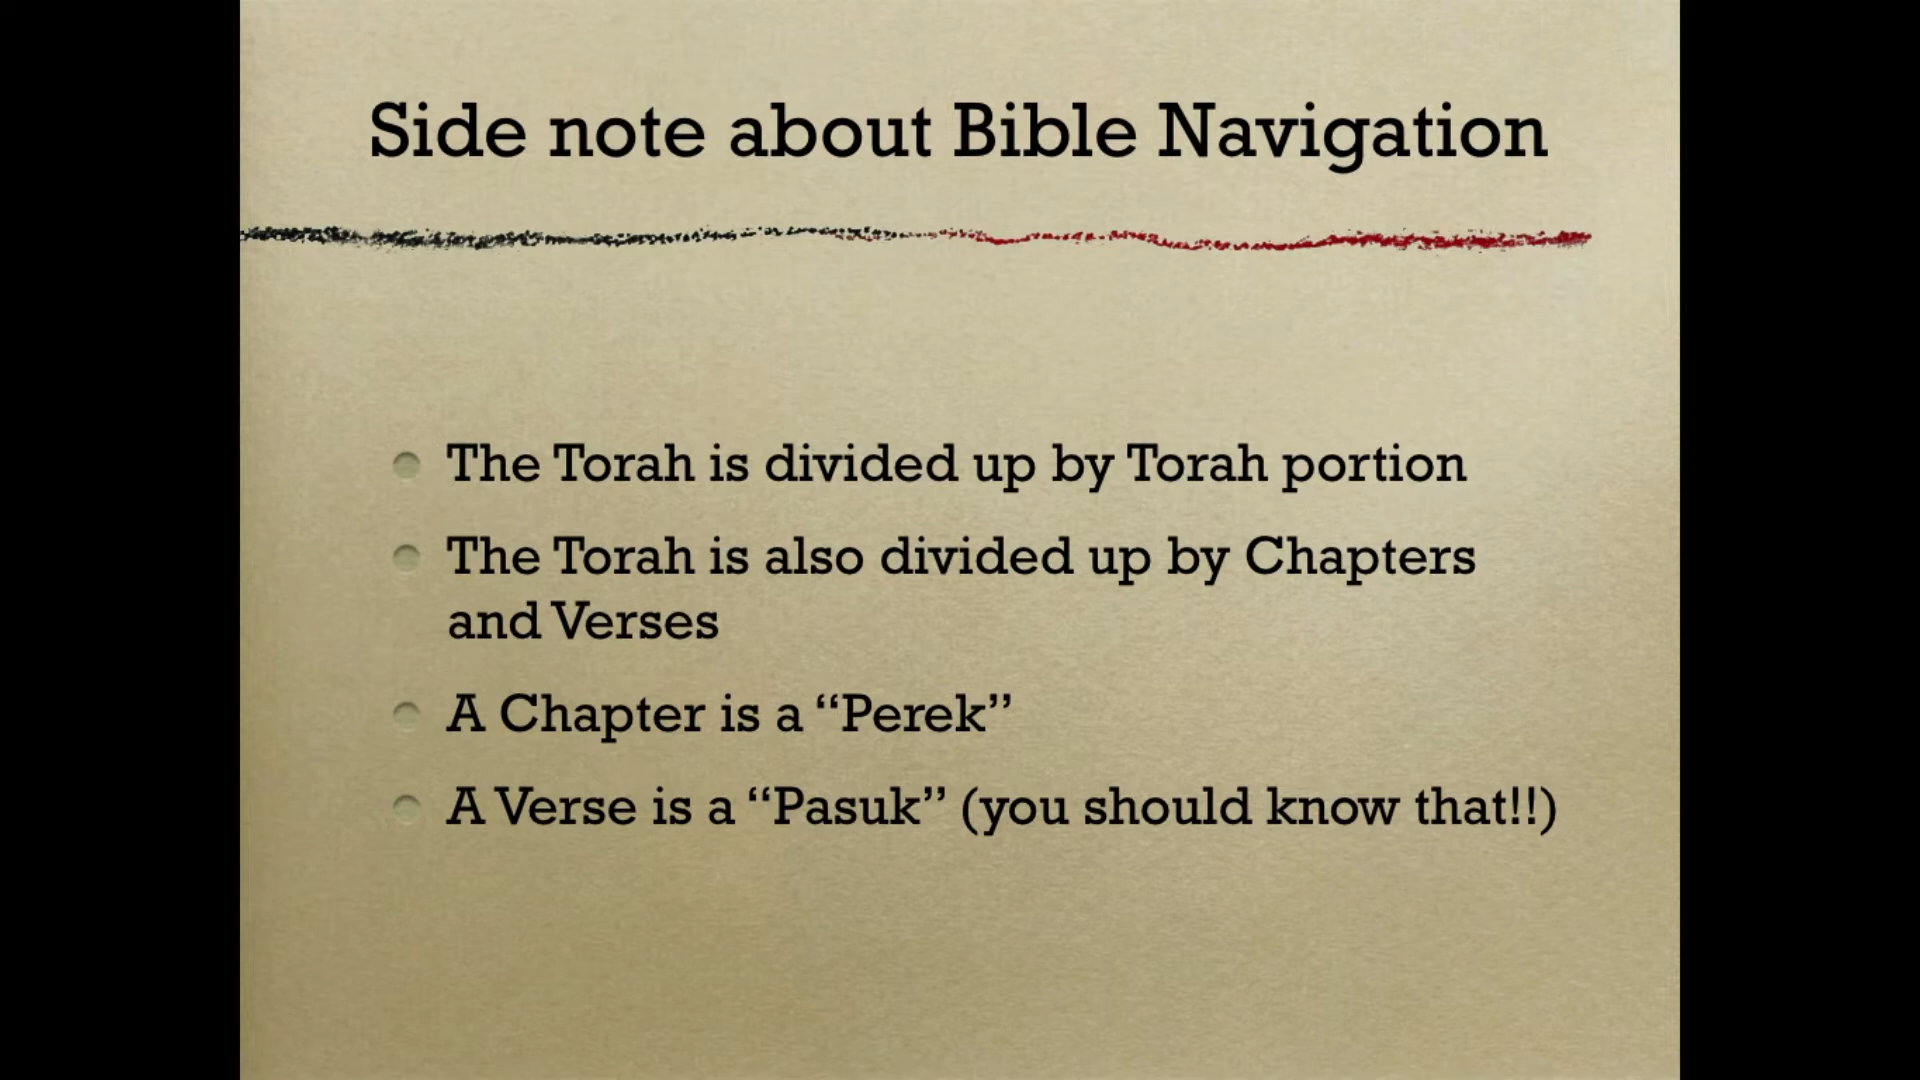 Side note about Bible Navigation
The Torah is divided up by Torah portion
The Torah is also divided up by Chapters
and Verses
A Chapter is a “Perek”
A Verse is a “Pasuk” (you should know that!!)